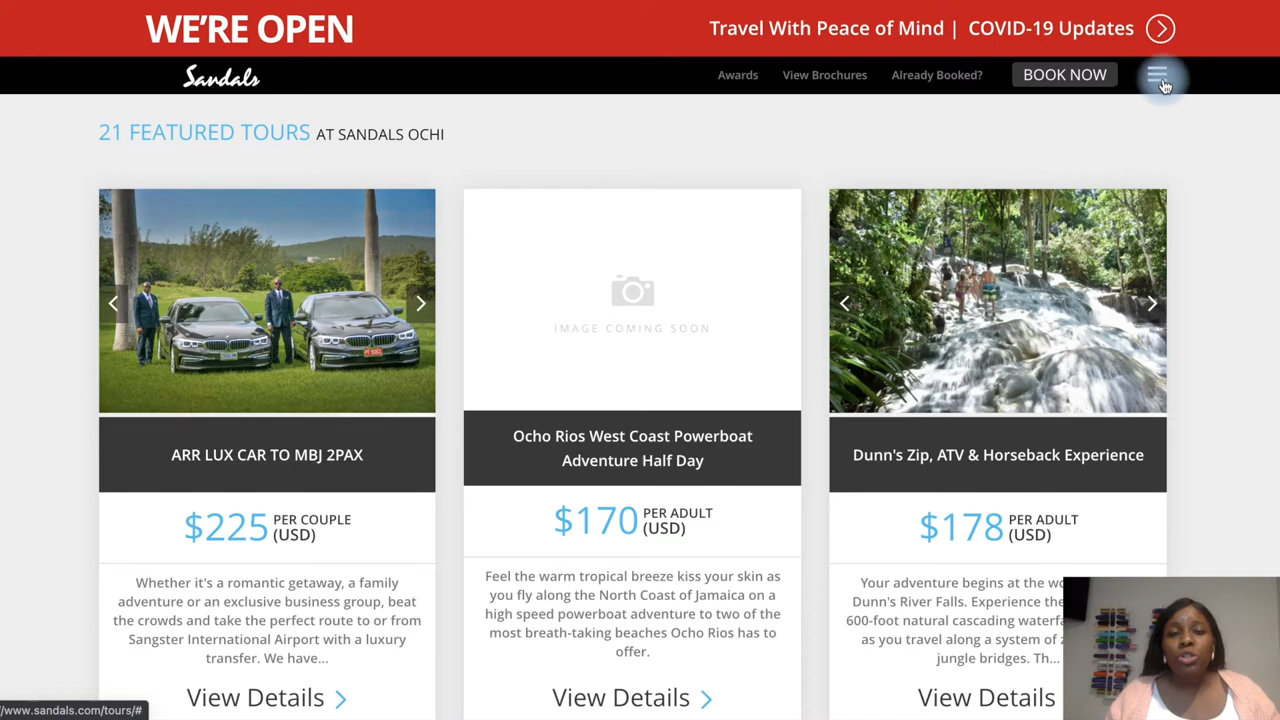 WE'RE OPEN
Travel With Peace of Mind | COVID-19 Updates
Sandals
Awards
View Brochures
Already Booked?
BOOK NOW
21 FEATURED TOURS AT SANDALS OCHI
IMAGE COMING SOON
ARR LUX CAR TO MBJ 2PAX
$225 PER COUPLE
(USD)
Whether it's a romantic getaway, a family
adventure or an exclusive business group, beat
the crowds and take the perfect route to or from
Sangster International Airport with a luxury
transfer. We have...
View Details
Ocho Rios West Coast Powerboat
Adventure Half Day
$170 PER ADULT
(USD)
Feel the warm tropical breeze kiss your skin as
you fly along the North Coast of Jamaica on a
high speed powerboat adventure to two of the
most breath-taking beaches Ocho Rios has to
offer.
View Details
Dunn's Zip, ATV & Horseback Experience
$178 PER ADULT
(USD)
Your adventure begins at the
Dunn's River Falls. Experience the
600-foot natural cascading
as you travel along a system of
jungle bridges. Th...
View Details
/www.sandals.com/tours/#